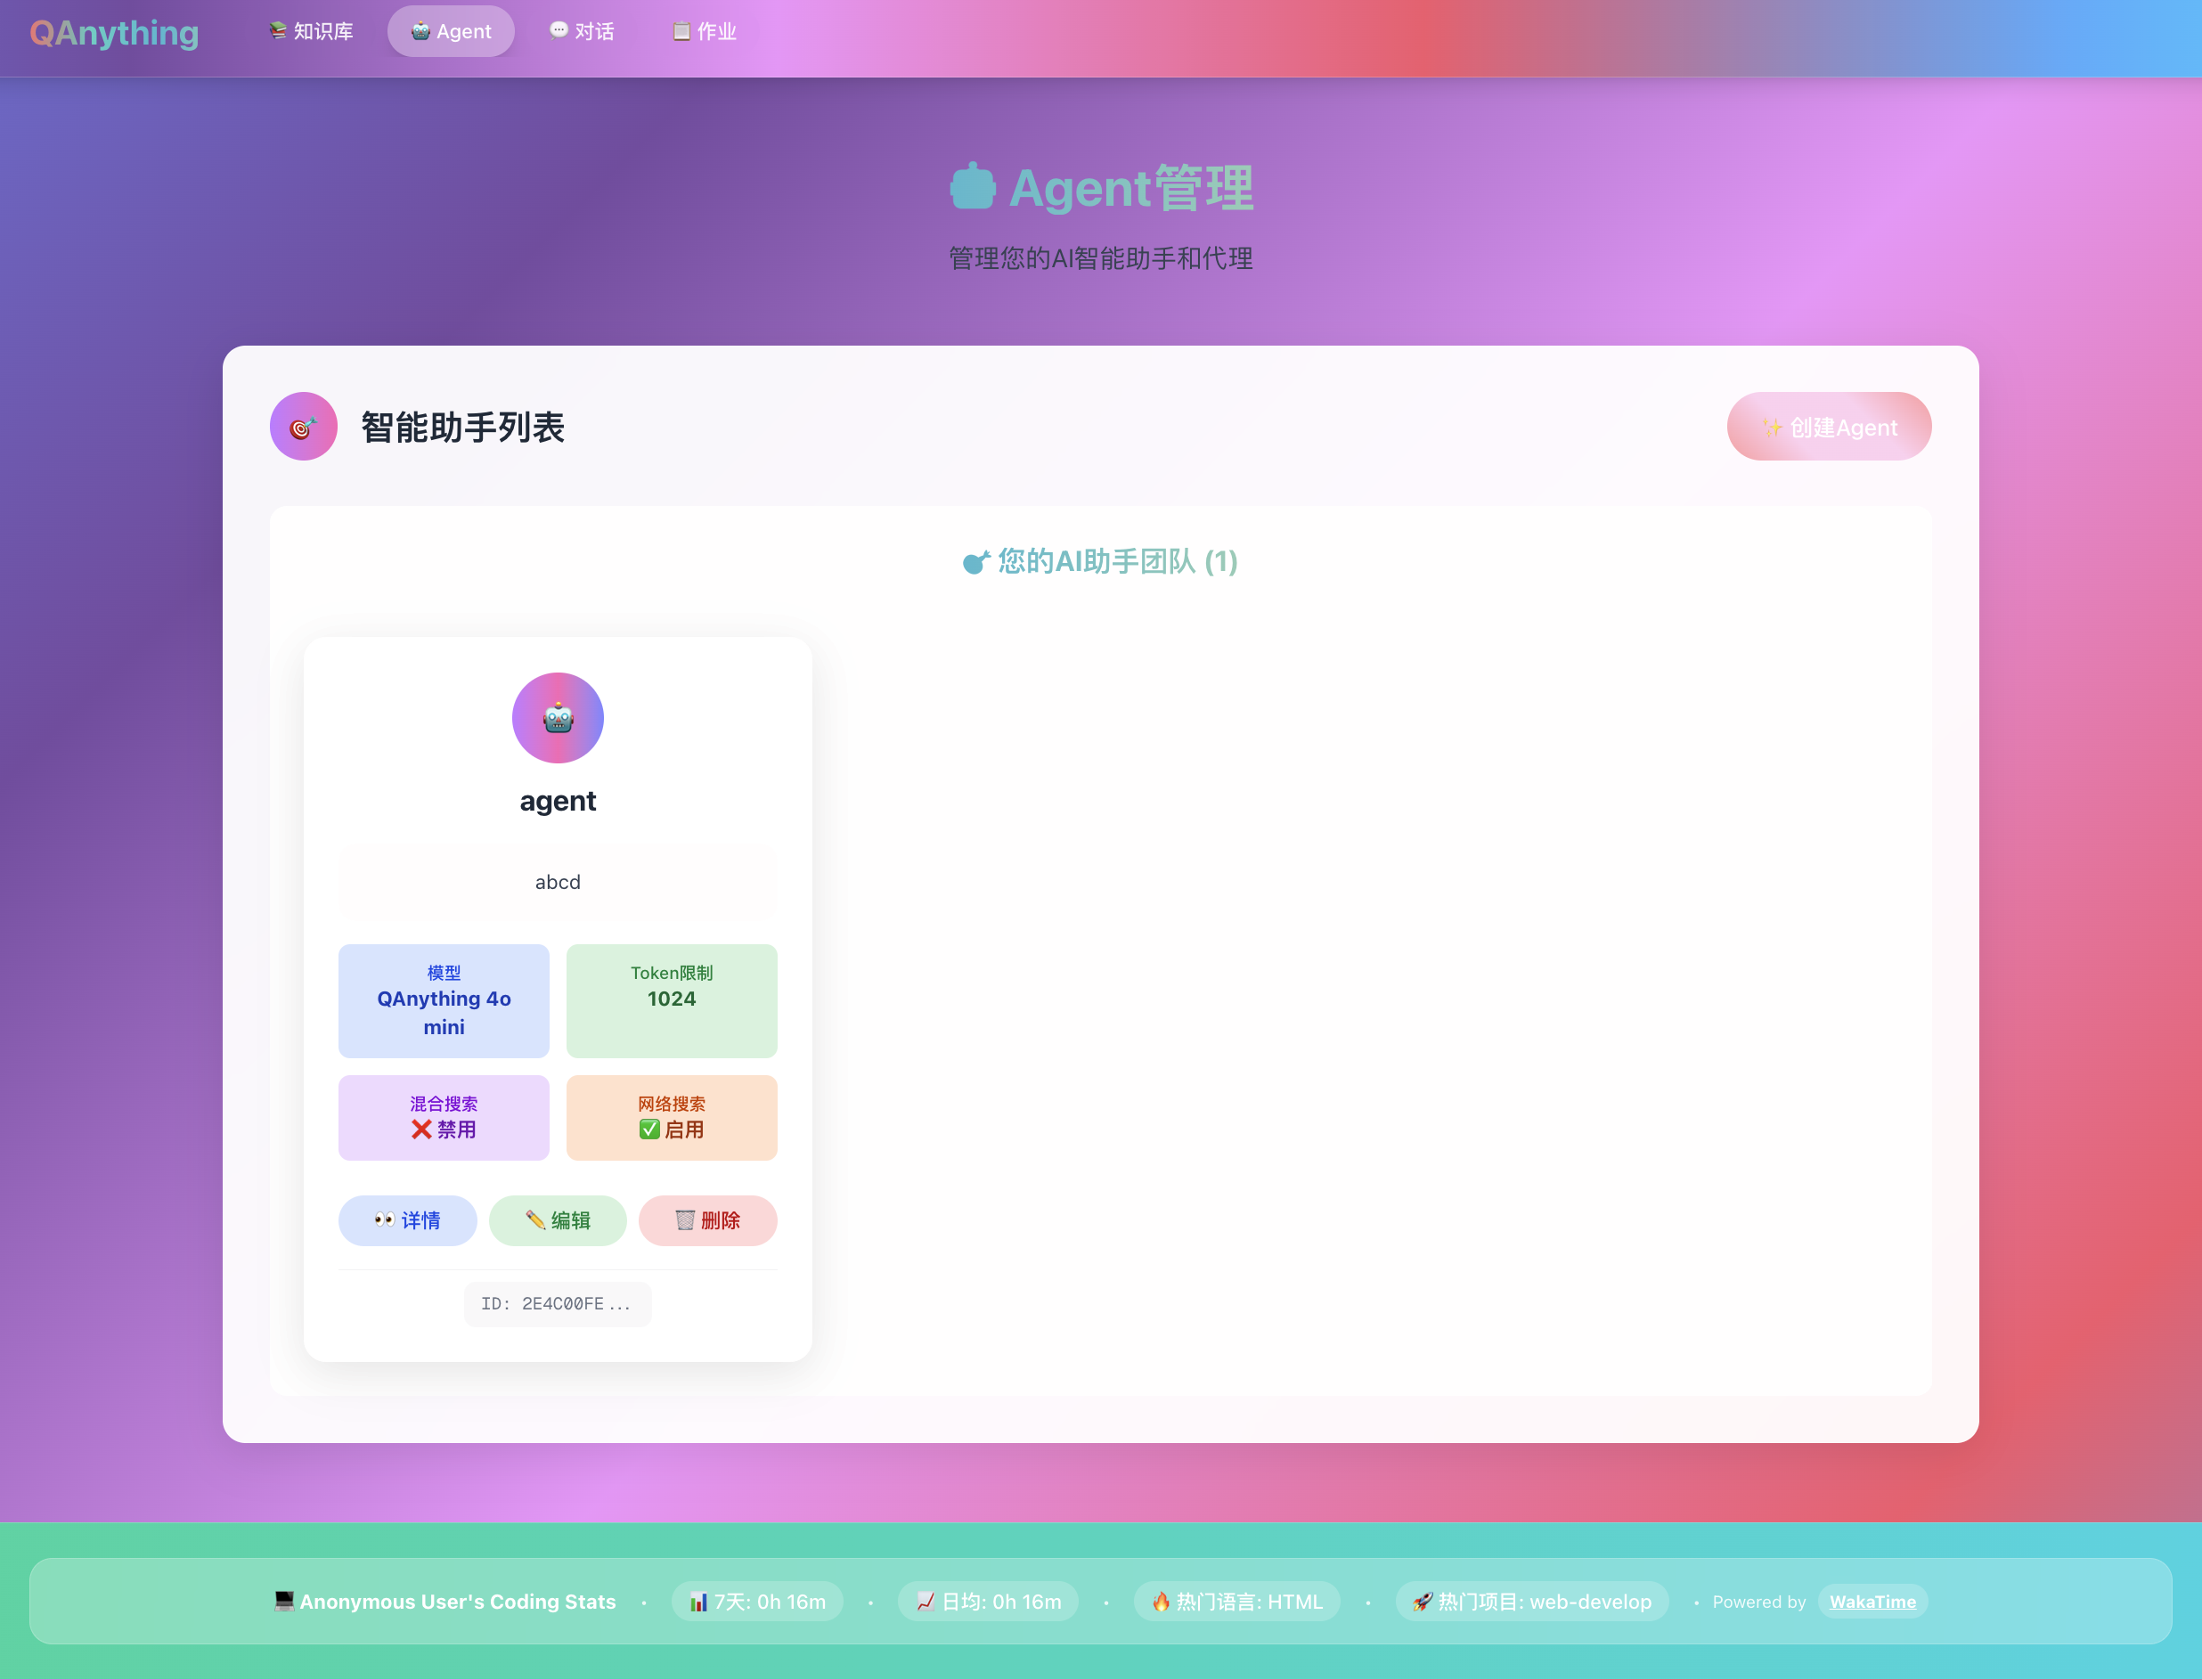 QAnything
📚 知识库
🤖 Agent
💬 对话
📋 作业
Agent管理
管理您的AI智能助手和代理
🎯 智能助手列表
✨ 创建Agent
您的AI助手团队 (1)
agent
abcd
模型
QAnything 4o
mini
Token限制
1024
混合搜索
❌ 禁用
网络搜索
✅ 启用
👀 详情
✏️ 编辑
🗑️ 删除
ID: 2E4C00FE...
💻 Anonymous User's Coding Stats • 📊 7天: 0h 16m • 📈 日均: 0h 16m • 🔥 热门语言: HTML • 🚀 热门项目: web-develop • Powered by WakaTime